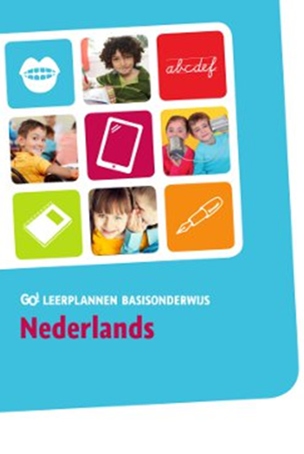 abcdef
GO! LEERPLANNEN BASISONDERWIJS
Nederlands